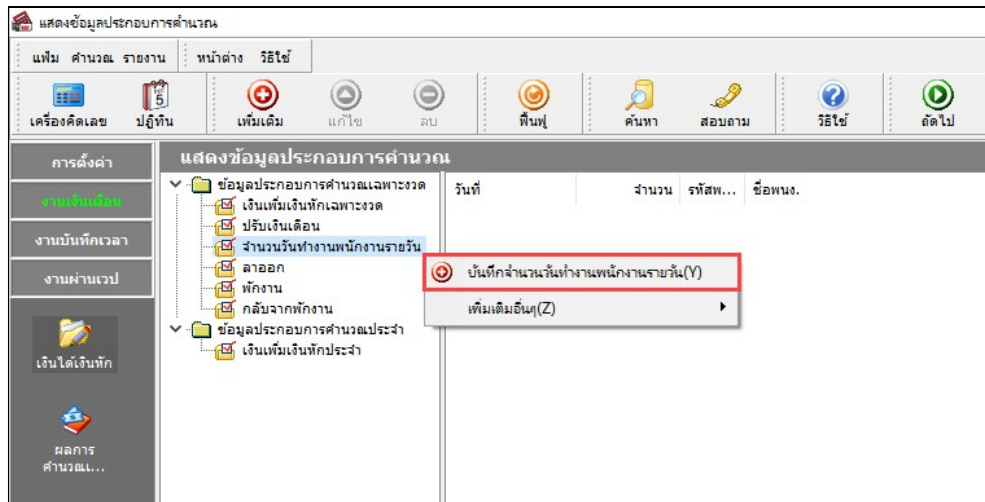 แสดงข้อมูลประกอบการคำนวณ
แฟ้ม คำนวณ รายงาน หน้าต่าง วิธีใช้
5
เครื่องคิดเลข ปฏิทิน เพิ่มเติม แก้ไข ลบ ฟื้นฟู ค้นหา สอบถาม วิธีใช้ ถัดไป
การตั้งค่า
งานเงินเดือน
งานบันทึกเวลา
งานผ่านเวป
เงินได้เงินหัก
ผลการ
คำนวณเ...
แสดงข้อมูลประกอบการคำนวณ
ข้อมูลประกอบการคำนวณเฉพาะงวด
เงินเพิ่มเงินหักเฉพาะงวด
ปรับเงินเดือน
จำนวนวันทำงานพนักงานรายวัน
ลาออก
พักงาน
กลับจากพักงาน
ข้อมูลประกอบการคำนวณประจำ
เงินเพิ่มเงินหักประจำ
วันที่ จำนวน รหัสพ... ชื่อพนง.
บันทึกจำนวนวันทำงานพนักงานรายวัน(Y)
เพิ่มเติมอื่นๆ(Z)